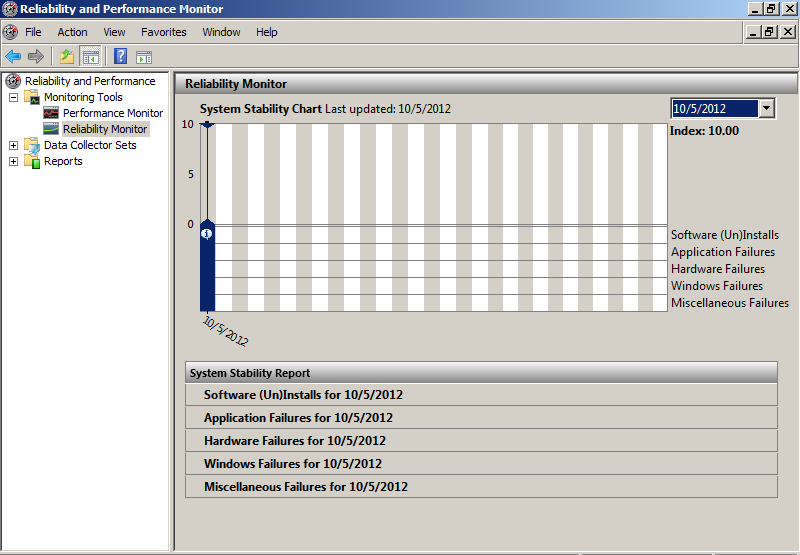 Reliability and Performance Monitor
File Action View Favorites Window Help
Reliability and Performance
Monitoring Tools
Performance Monitor
Reliability Monitor
Data Collector Sets
Reports
Reliability Monitor
System Stability Chart Last updated: 10/5/2012
10/5/2012
Index: 10.00
10
5
0
Software (Un)Installs
Application Failures
Hardware Failures
Windows Failures
Miscellaneous Failures
10/5/2012
System Stability Report
Software (Un)Installs for 10/5/2012
Application Failures for 10/5/2012
Hardware Failures for 10/5/2012
Windows Failures for 10/5/2012
Miscellaneous Failures for 10/5/2012